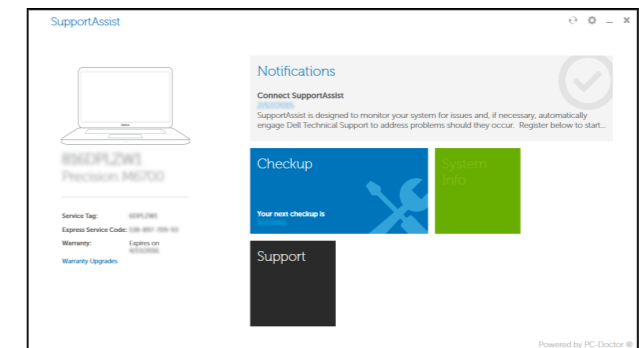 SupportAssist
Notifications
Connect SupportAssist
SupportAssist is designed to monitor your system for issues and, if necessary, automatically
engage Dell Technical Support to address problems should they occur. Register below to start...
Precision M6700
Service Tag:
Express Service Code:
Warranty: Expires on
Warranty Upgrades
Checkup
Your next checkup is
System
Info
Support
Powered by PC-Doctor ®